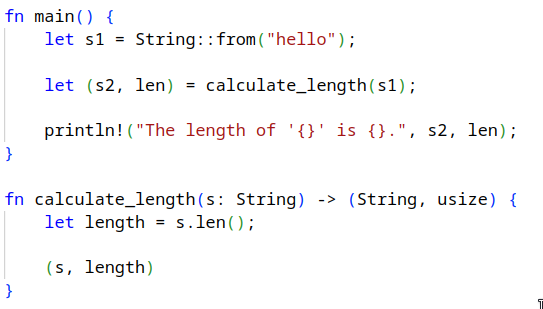 fn main() {
    let s1 = String::from("hello");

    let (s2, len) = calculate_length(s1);

    println!("The length of '{}' is {}.", s2, len);
}

fn calculate_length(s: String) -> (String, usize) {
    let length = s.len();

    (s, length)
}